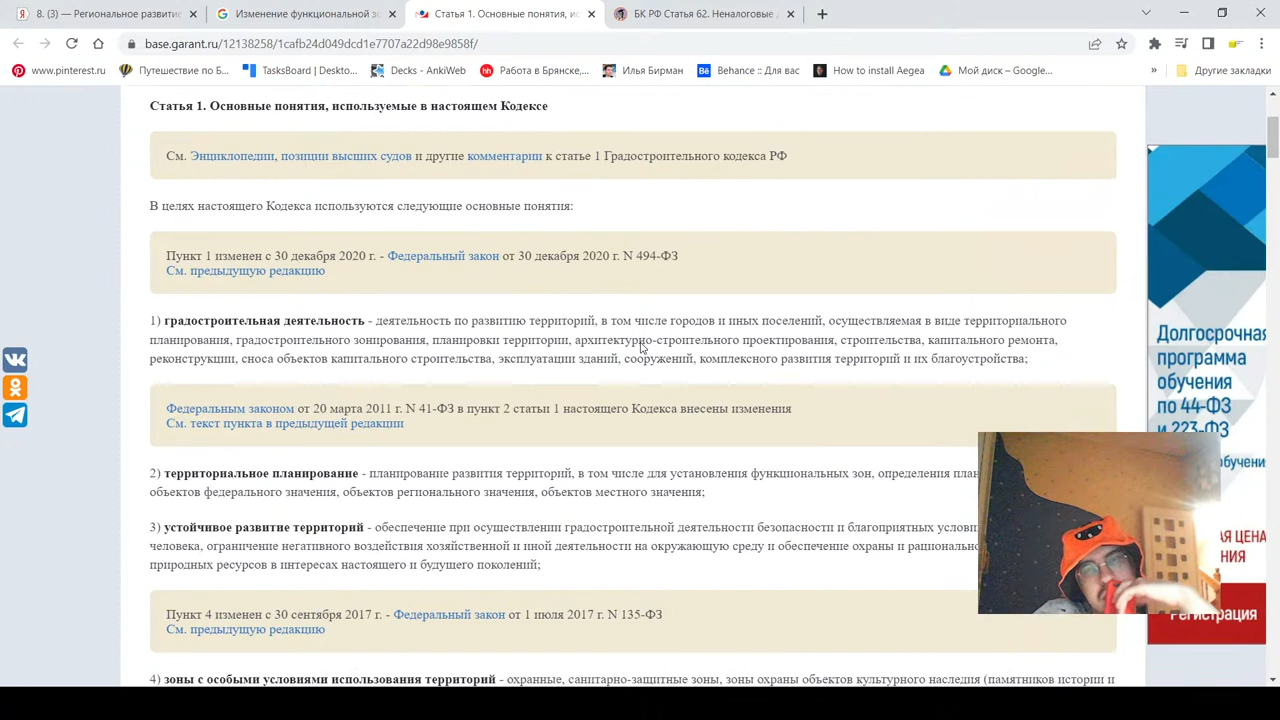 8. (3) — Региональное развитие
Изменение функциональной зо
Статья 1. Основные понятия, ис
БК РФ Статья 62. Неналоговые д
base.garant.ru/12138258/1cafb24d049dcd1e7707a22d98e9858f/
www.pinterest.ru
Путешествие по Б...
TasksBoard | Deskto...
Decks - AnkiWeb
Работа в Брянске,...
Илья Бирман
Behance :: Для вас
How to install Aegea
Мой диск – Google...
»
Другие закладки
Статья 1. Основные понятия, используемые в настоящем Кодексе
См. Энциклопедии, позиции высших судов и другие комментарии к статье 1 Градостроительного кодекса РФ
В целях настоящего Кодекса используются следующие основные понятия:
Пункт 1 изменен с 30 декабря 2020 г. - Федеральный закон от 30 декабря 2020 г. N 494-ФЗ
См. предыдущую редакцию
1) градостроительная деятельность - деятельность по развитию территорий, в том числе городов и иных поселений, осуществляемая в виде территориального
планирования, градостроительного зонирования, планировки территории, архитектурно-строительного проектирования, строительства, капитального ремонта,
реконструкции, сноса объектов капитального строительства, эксплуатации зданий, сооружений, комплексного развития территорий и их благоустройства;
Федеральным законом от 20 марта 2011 г. N 41-ФЗ в пункт 2 статьи 1 настоящего Кодекса внесены изменения
См. текст пункта в предыдущей редакции
2) территориальное планирование - планирование развития территорий, в том числе для установления функциональных зон, определения план
объектов федерального значения, объектов регионального значения, объектов местного значения;
3) устойчивое развитие территорий - обеспечение при осуществлении градостроительной деятельности безопасности и благоприятных услови
человека, ограничение негативного воздействия хозяйственной и иной деятельности на окружающую среду и обеспечение охраны и рационально
природных ресурсов в интересах настоящего и будущего поколений;
Пункт 4 изменен с 30 сентября 2017 г. - Федеральный закон от 1 июля 2017 г. N 135-ФЗ
См. предыдущую редакцию
4) зоны с особыми условиями использования территорий - охранные, санитарно-защитные зоны, зоны охраны объектов культурного наследия (памятников истории и
Долгосрочная
программа
обучения
по 44-ФЗ
и 223-ФЗ
обучени
АЯ ЦЕНА
НИЯ
Регистрация